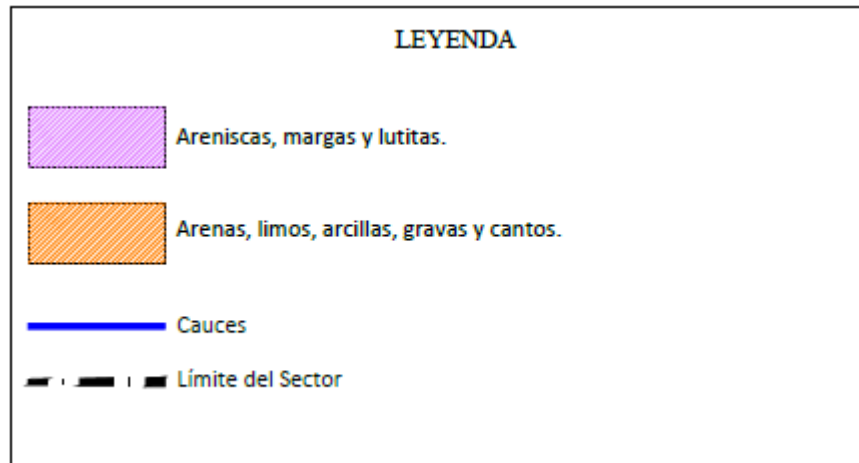 LEYENDA
Areniscas, margas y lutitas.
Arenas, limos, arcillas, gravas y cantos.
Cauces
Límite del Sector